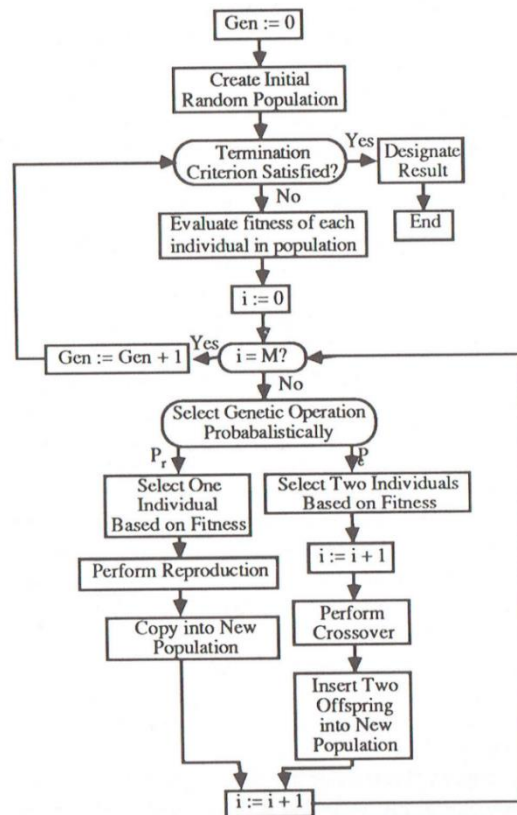 Gen := 0
Create Initial
Random Population
Termination
Criterion Satisfied?
Yes
Designate
Result
End
No
Evaluate fitness of each
individual in population
i := 0
i = M?
Yes
Gen := Gen + 1
No
Select Genetic Operation
Probabalistically
Pr
Select One
Individual
Based on Fitness
Perform Reproduction
Copy into New
Population
Pc
Select Two Individuals
Based on Fitness
i := i + 1
Perform
Crossover
Insert Two
Offspring
into New
Population
i := i + 1